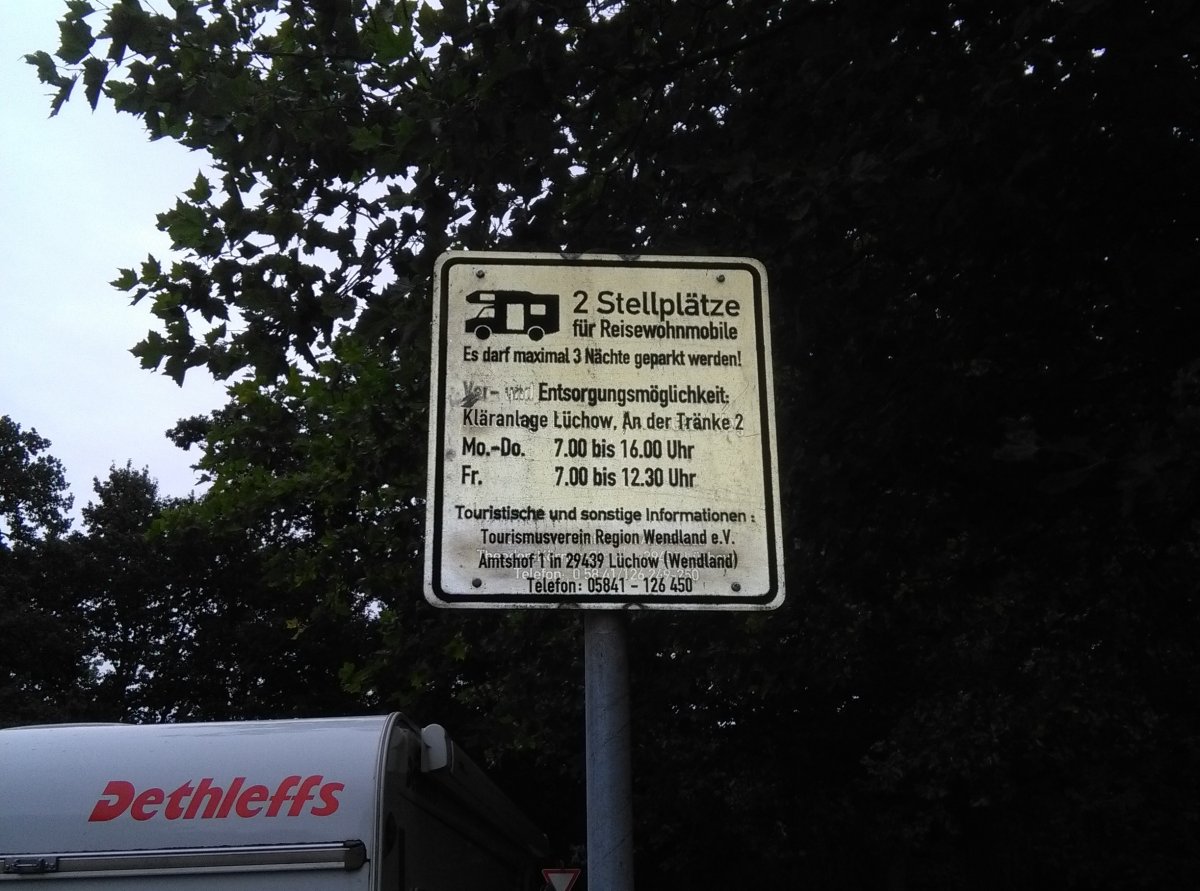 2 Stellplätze
für Reisewohnmobile
Es darf maximal 3 Nächte geparkt werden!
Ver- und Entsorgungsmöglichkeit:
Kläranlage Lüchow, An der Tränke 2
Mo.-Do. 7.00 bis 16.00 Uhr
Fr. 7.00 bis 12.30 Uhr
Touristische und sonstige Informationen:
Tourismusverein Region Wendland e.V.
Amtshof 1 in 29439 Lüchow (Wendland)
Telefon: 05841 - 126 450
Dethleffs